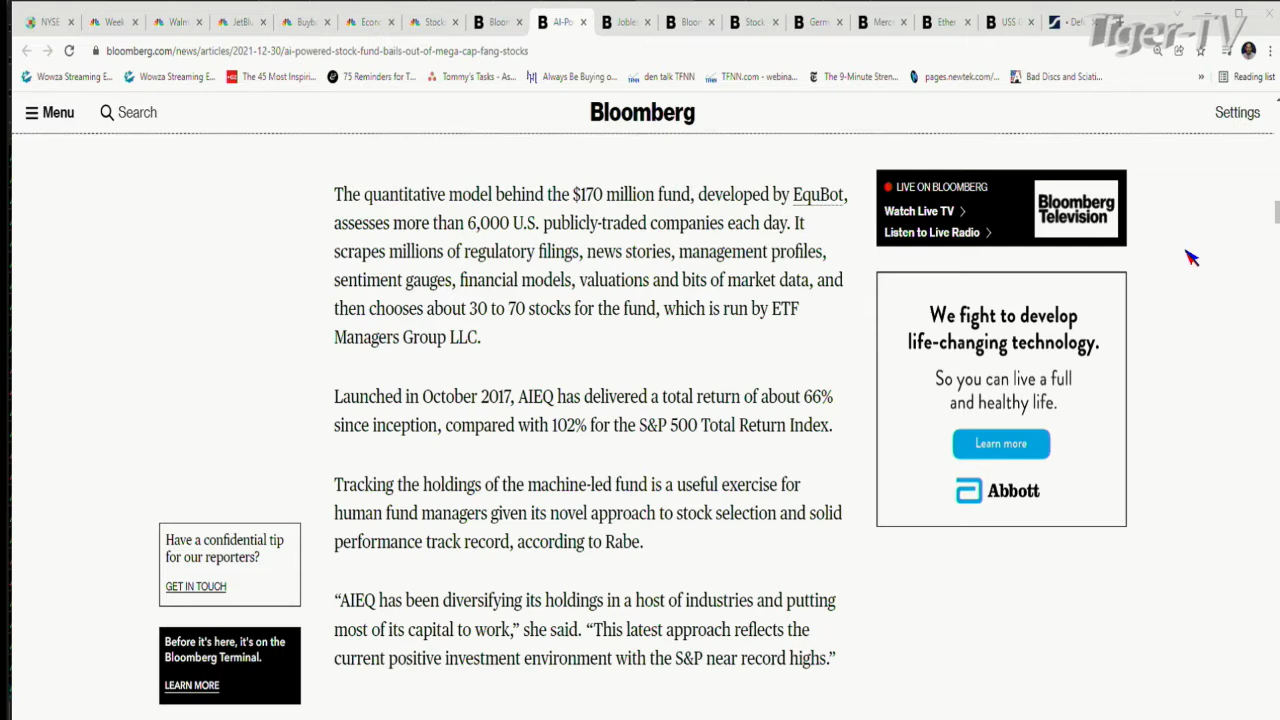 NYSE
Week
Walm
JetBl
Buyb
Econ
Stock
Bloon
AI-Po
Jobles
Bloon
Stock
Germ
Merc
Ether
USS
Tiger-TV
bloomberg.com/news/articles/2021-12-30/ai-powered-stock-fund-bails-out-of-mega-cap-fang-stocks
Wowza Streaming E...
Wowza Streaming E...
The 45 Most Inspiri...
75 Reminders for T...
Tommy's Tasks - As...
Always Be Buying o...
den talk TFNN
TFNN.com - webina...
The 9-Minute Stren...
pages.newtek.com/...
Bad Discs and Sciati...
»
Reading list
Menu
Search
Bloomberg
Settings
The quantitative model behind the $170 million fund, developed by EquBot,
assesses more than 6,000 U.S. publicly-traded companies each day. It
scrapes millions of regulatory filings, news stories, management profiles,
sentiment gauges, financial models, valuations and bits of market data, and
then chooses about 30 to 70 stocks for the fund, which is run by ETF
Managers Group LLC.
Launched in October 2017, AIEQ has delivered a total return of about 66%
since inception, compared with 102% for the S&P 500 Total Return Index.
Tracking the holdings of the machine-led fund is a useful exercise for
human fund managers given its novel approach to stock selection and solid
performance track record, according to Rabe.
“AIEQ has been diversifying its holdings in a host of industries and putting
most of its capital to work,” she said. “This latest approach reflects the
current positive investment environment with the S&P near record highs.”
LIVE ON BLOOMBERG
Watch Live TV
Listen to Live Radio
Bloomberg
Television
We fight to develop
life-changing technology.
So you can live a full
and healthy life.
Learn more
Abbott
Have a confidential tip
for our reporters?
GET IN TOUCH
Before it's here, it's on the
Bloomberg Terminal.
LEARN MORE